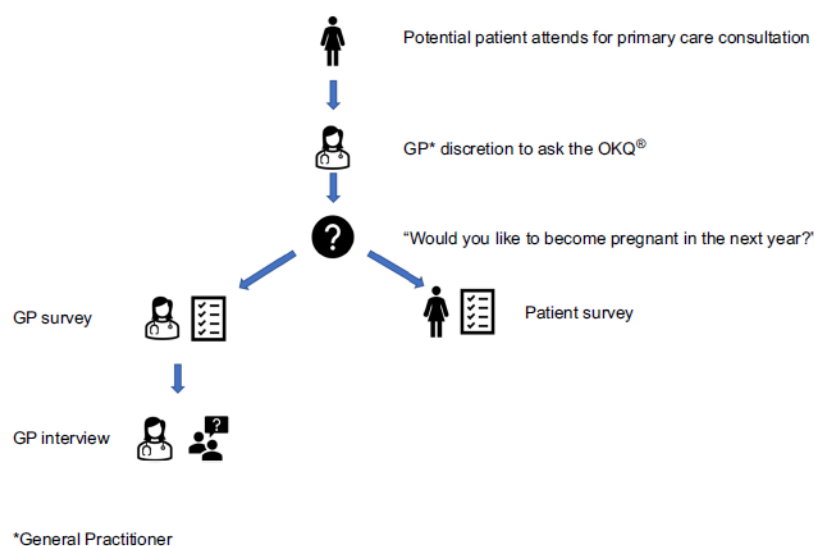 Potential patient attends for primary care consultation
GP* discretion to ask the OKQ®
?
“Would you like to become pregnant in the next year?’
GP survey
Patient survey
GP interview
?
*General Practitioner